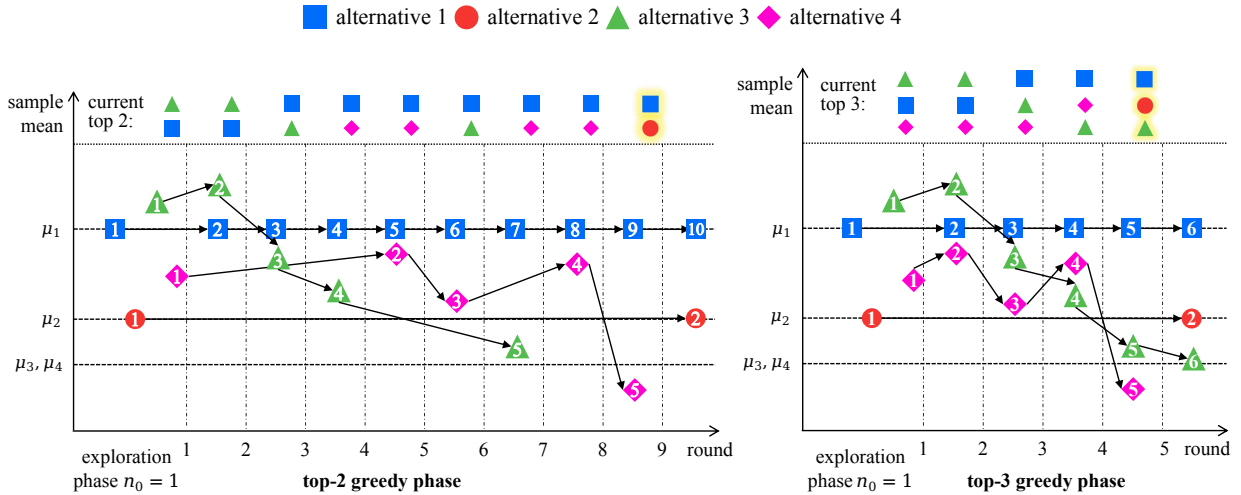 alternative 1 alternative 2 alternative 3 alternative 4
sample
mean
current
top 2:
μ₁
μ₂
μ₃, μ₄
1 2 3 4 5 6 7 8 9 10
1 2
1 2 3 4 5
1 2 3 4 5
1 2 3 4 5 6 7 8 9 round
exploration
phase n₀ = 1
top-2 greedy phase
sample
mean
current
top 3:
μ₁
μ₂
μ₃, μ₄
1 2 3 4 5 6
1 2
1 2 3 4 5 6
1 2 3 4 5
1 2 3 4 5 round
exploration
phase n₀ = 1
top-3 greedy phase